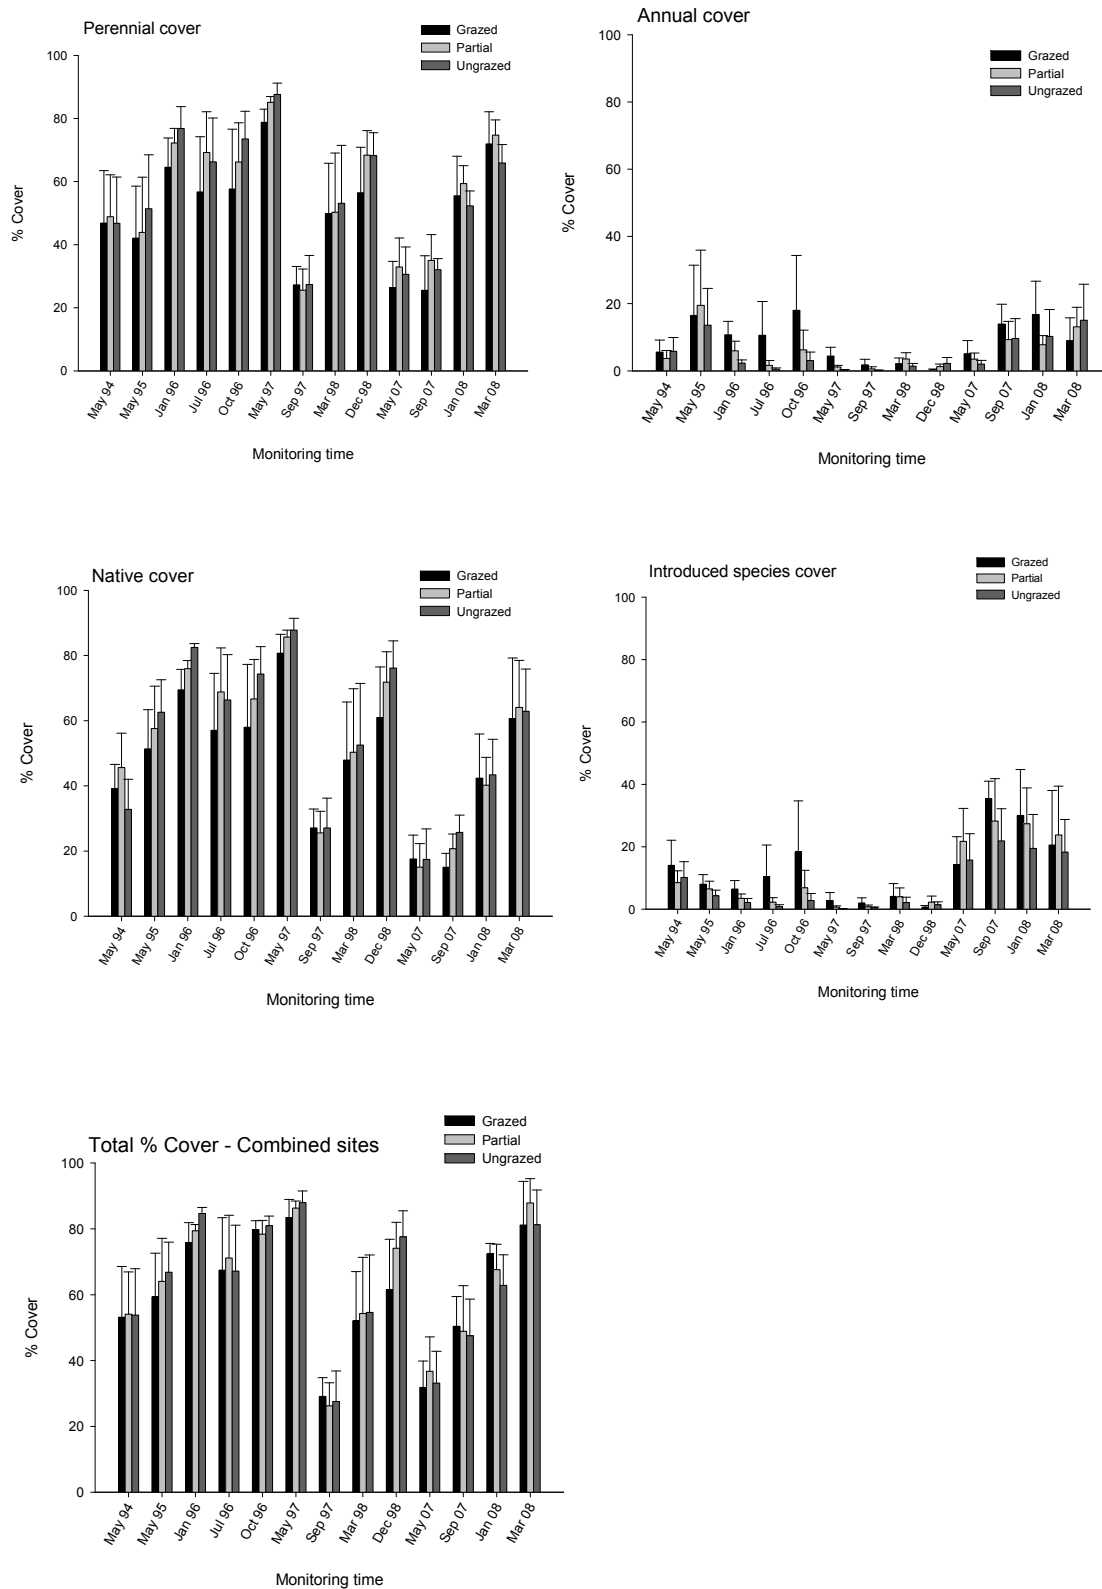 Perennial cover
Grazed
Partial
Ungrazed
100
80
60
40
20
0
% Cover
May 94
May 95
Jan 96
Jul 96
Oct 96
May 97
Sep 97
Mar 98
Dec 98
May 07
Sep 07
Jan 08
Mar 08
Monitoring time
Annual cover
Grazed
Partial
Ungrazed
100
80
60
40
20
0
% Cover
May 94
May 95
Jan 96
Jul 96
Oct 96
May 97
Sep 97
Mar 98
Dec 98
May 07
Sep 07
Jan 08
Mar 08
Monitoring time
Native cover
Grazed
Partial
Ungrazed
100
80
60
40
20
0
% Cover
May 94
May 95
Jan 96
Jul 96
Oct 96
May 97
Sep 97
Mar 98
Dec 98
May 07
Sep 07
Jan 08
Mar 08
Monitoring time
Introduced species cover
Grazed
Partial
Ungrazed
100
80
60
40
20
0
% Cover
May 94
May 95
Jan 96
Jul 96
Oct 96
May 97
Sep 97
Mar 98
Dec 98
May 07
Sep 07
Jan 08
Mar 08
Monitoring time
Total % Cover - Combined sites
Grazed
Partial
Ungrazed
100
80
60
40
20
0
% Cover
May 94
May 95
Jan 96
Jul 96
Oct 96
May 97
Sep 97
Mar 98
Dec 98
May 07
Sep 07
Jan 08
Mar 08
Monitoring time